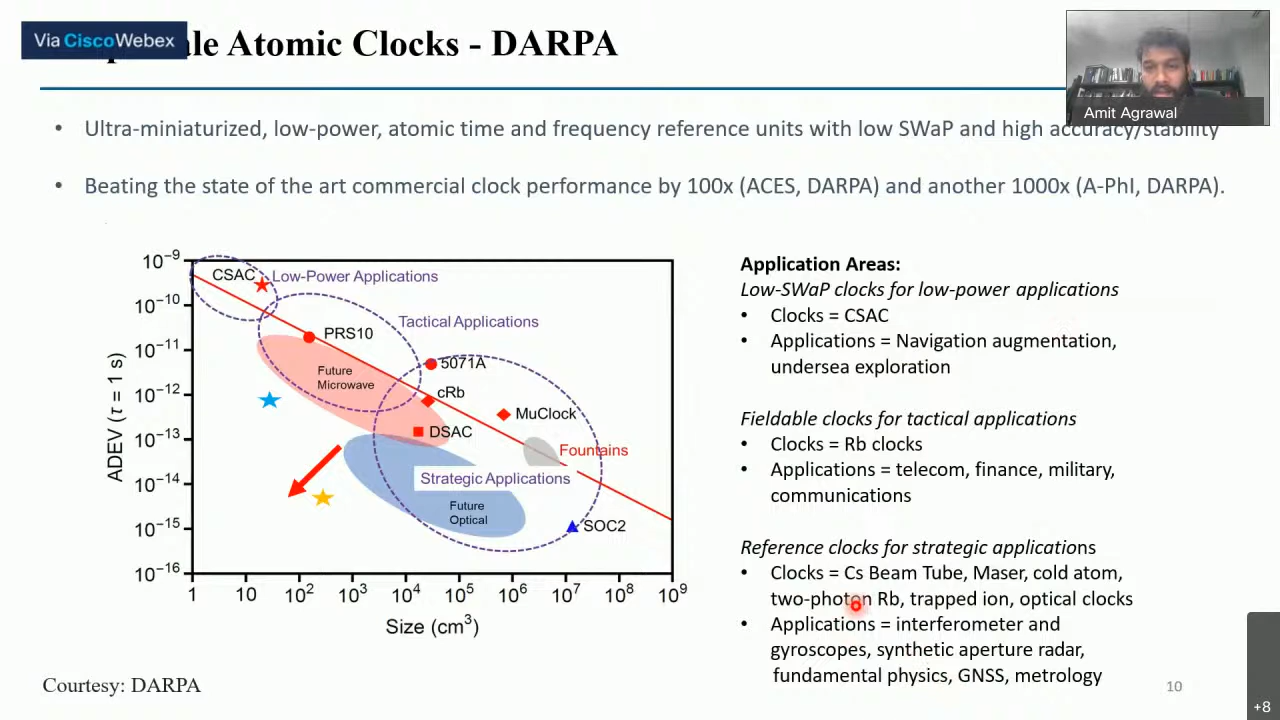 Via CiscoWebex
Atomic Clocks - DARPA
Amit Agrawal
• Ultra-miniaturized, low-power, atomic time and frequency reference units with low SWaP and high accuracy/stability
• Beating the state of the art commercial clock performance by 100x (ACES, DARPA) and another 1000x (A-PhI, DARPA).
ADEV (τ = 1 s)
10⁻⁹
10⁻¹⁰
10⁻¹¹
10⁻¹²
10⁻¹³
10⁻¹⁴
10⁻¹⁵
10⁻¹⁶
CSAC
Low-Power Applications
PRS10
Tactical Applications
Future
Microwave
5071A
cRb
MuClock
DSAC
Fountains
Strategic Applications
Future
Optical
SOC2
1 10 10² 10³ 10⁴ 10⁵ 10⁶ 10⁷ 10⁸ 10⁹
Size (cm³)
Application Areas:
Low-SWaP clocks for low-power applications
• Clocks = CSAC
• Applications = Navigation augmentation,
undersea exploration
Fieldable clocks for tactical applications
• Clocks = Rb clocks
• Applications = telecom, finance, military,
communications
Reference clocks for strategic applications
• Clocks = Cs Beam Tube, Maser, cold atom,
two-photon Rb, trapped ion, optical clocks
• Applications = interferometer and
gyroscopes, synthetic aperture radar,
fundamental physics, GNSS, metrology
Courtesy: DARPA
10
+8